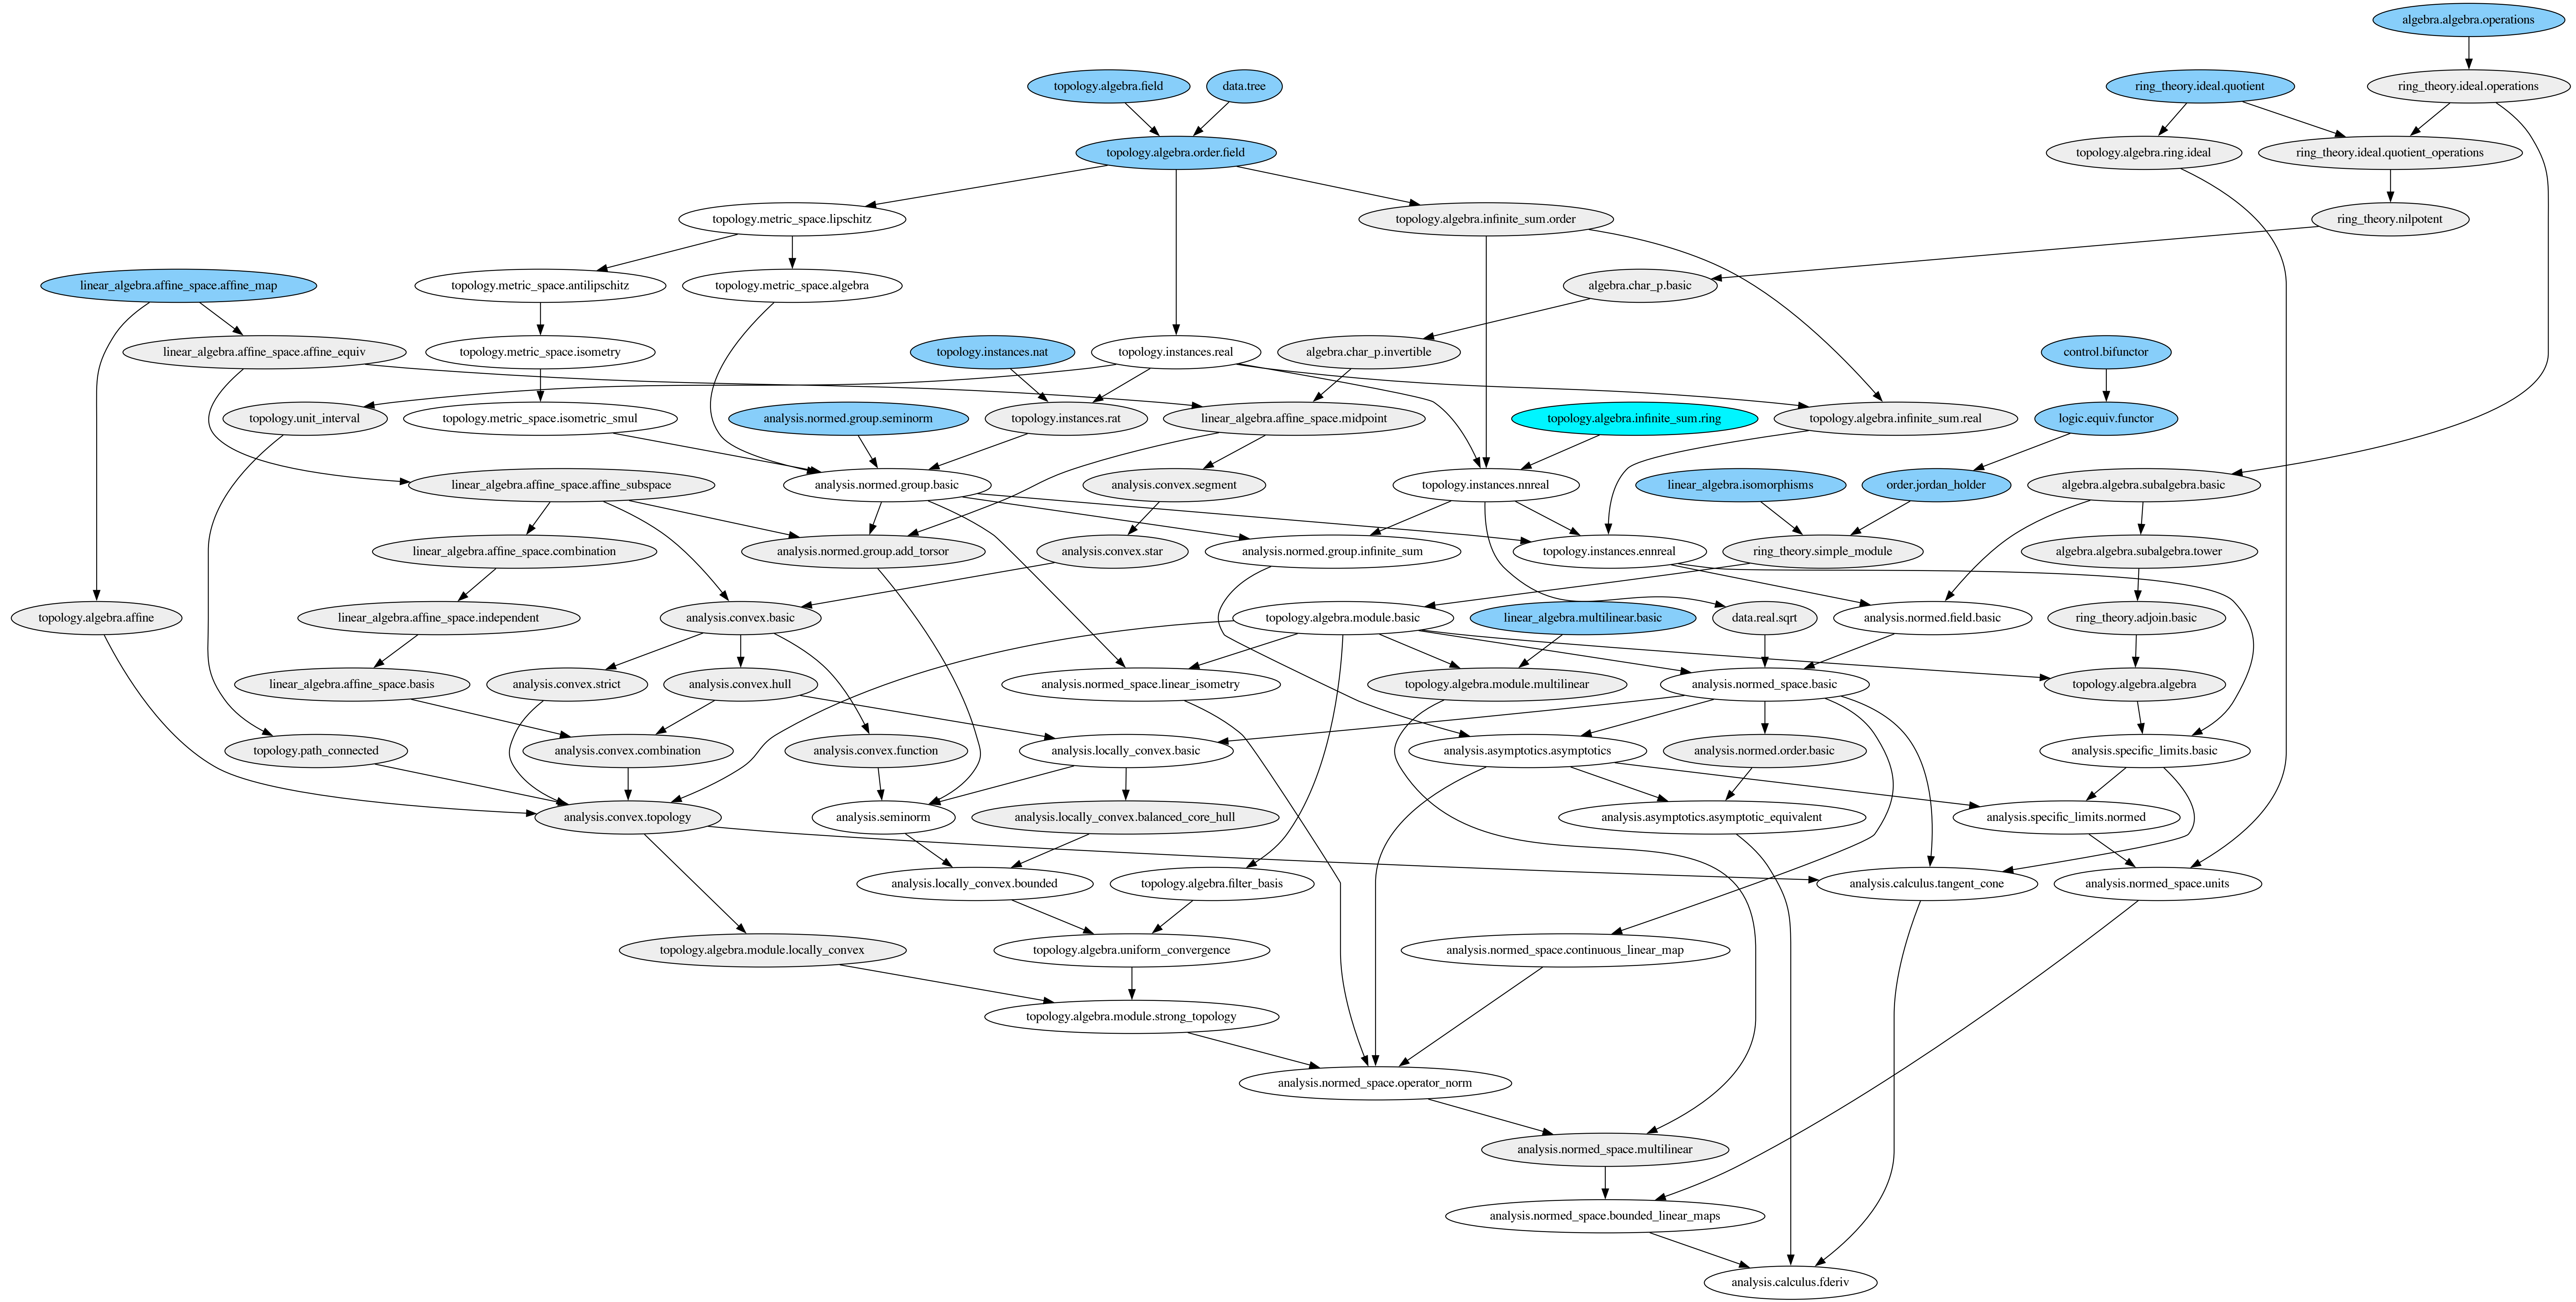 algebra.algebra.operations
topology.algebra.field
data.tree
ring_theory.ideal.quotient
ring_theory.ideal.operations
topology.algebra.order.field
topology.algebra.ring.ideal
ring_theory.ideal.quotient_operations
topology.metric_space.lipschitz
topology.algebra.infinite_sum.order
ring_theory.nilpotent
linear_algebra.affine_space.affine_map
topology.metric_space.antilipschitz
topology.metric_space.algebra
algebra.char_p.basic
linear_algebra.affine_space.affine_equiv
topology.metric_space.isometry
topology.instances.nat
topology.instances.real
algebra.char_p.invertible
control.bifunctor
topology.unit_interval
topology.metric_space.isometric_smul
analysis.normed.group.seminorm
topology.instances.rat
linear_algebra.affine_space.midpoint
topology.algebra.infinite_sum.ring
topology.algebra.infinite_sum.real
logic.equiv.functor
linear_algebra.affine_space.affine_subspace
analysis.normed.group.basic
analysis.convex.segment
topology.instances.nnreal
linear_algebra.isomorphisms
order.jordan_holder
algebra.algebra.subalgebra.basic
linear_algebra.affine_space.combination
analysis.normed.group.add_torsor
analysis.convex.star
analysis.normed.group.infinite_sum
topology.instances.ennreal
ring_theory.simple_module
algebra.algebra.subalgebra.tower
topology.algebra.affine
linear_algebra.affine_space.independent
analysis.convex.basic
topology.algebra.module.basic
linear_algebra.multilinear.basic
data.real.sqrt
analysis.normed.field.basic
ring_theory.adjoin.basic
linear_algebra.affine_space.basis
analysis.convex.strict
analysis.convex.hull
analysis.normed_space.linear_isometry
topology.algebra.module.multilinear
analysis.normed_space.basic
topology.algebra.algebra
topology.path_connected
analysis.convex.combination
analysis.convex.function
analysis.locally_convex.basic
analysis.asymptotics.asymptotics
analysis.normed.order.basic
analysis.specific_limits.basic
analysis.convex.topology
analysis.seminorm
analysis.locally_convex.balanced_core_hull
analysis.asymptotics.asymptotic_equivalent
analysis.specific_limits.normed
analysis.locally_convex.bounded
topology.algebra.filter_basis
analysis.calculus.tangent_cone
analysis.normed_space.units
topology.algebra.module.locally_convex
topology.algebra.uniform_convergence
analysis.normed_space.continuous_linear_map
topology.algebra.module.strong_topology
analysis.normed_space.operator_norm
analysis.normed_space.multilinear
analysis.normed_space.bounded_linear_maps
analysis.calculus.fderiv